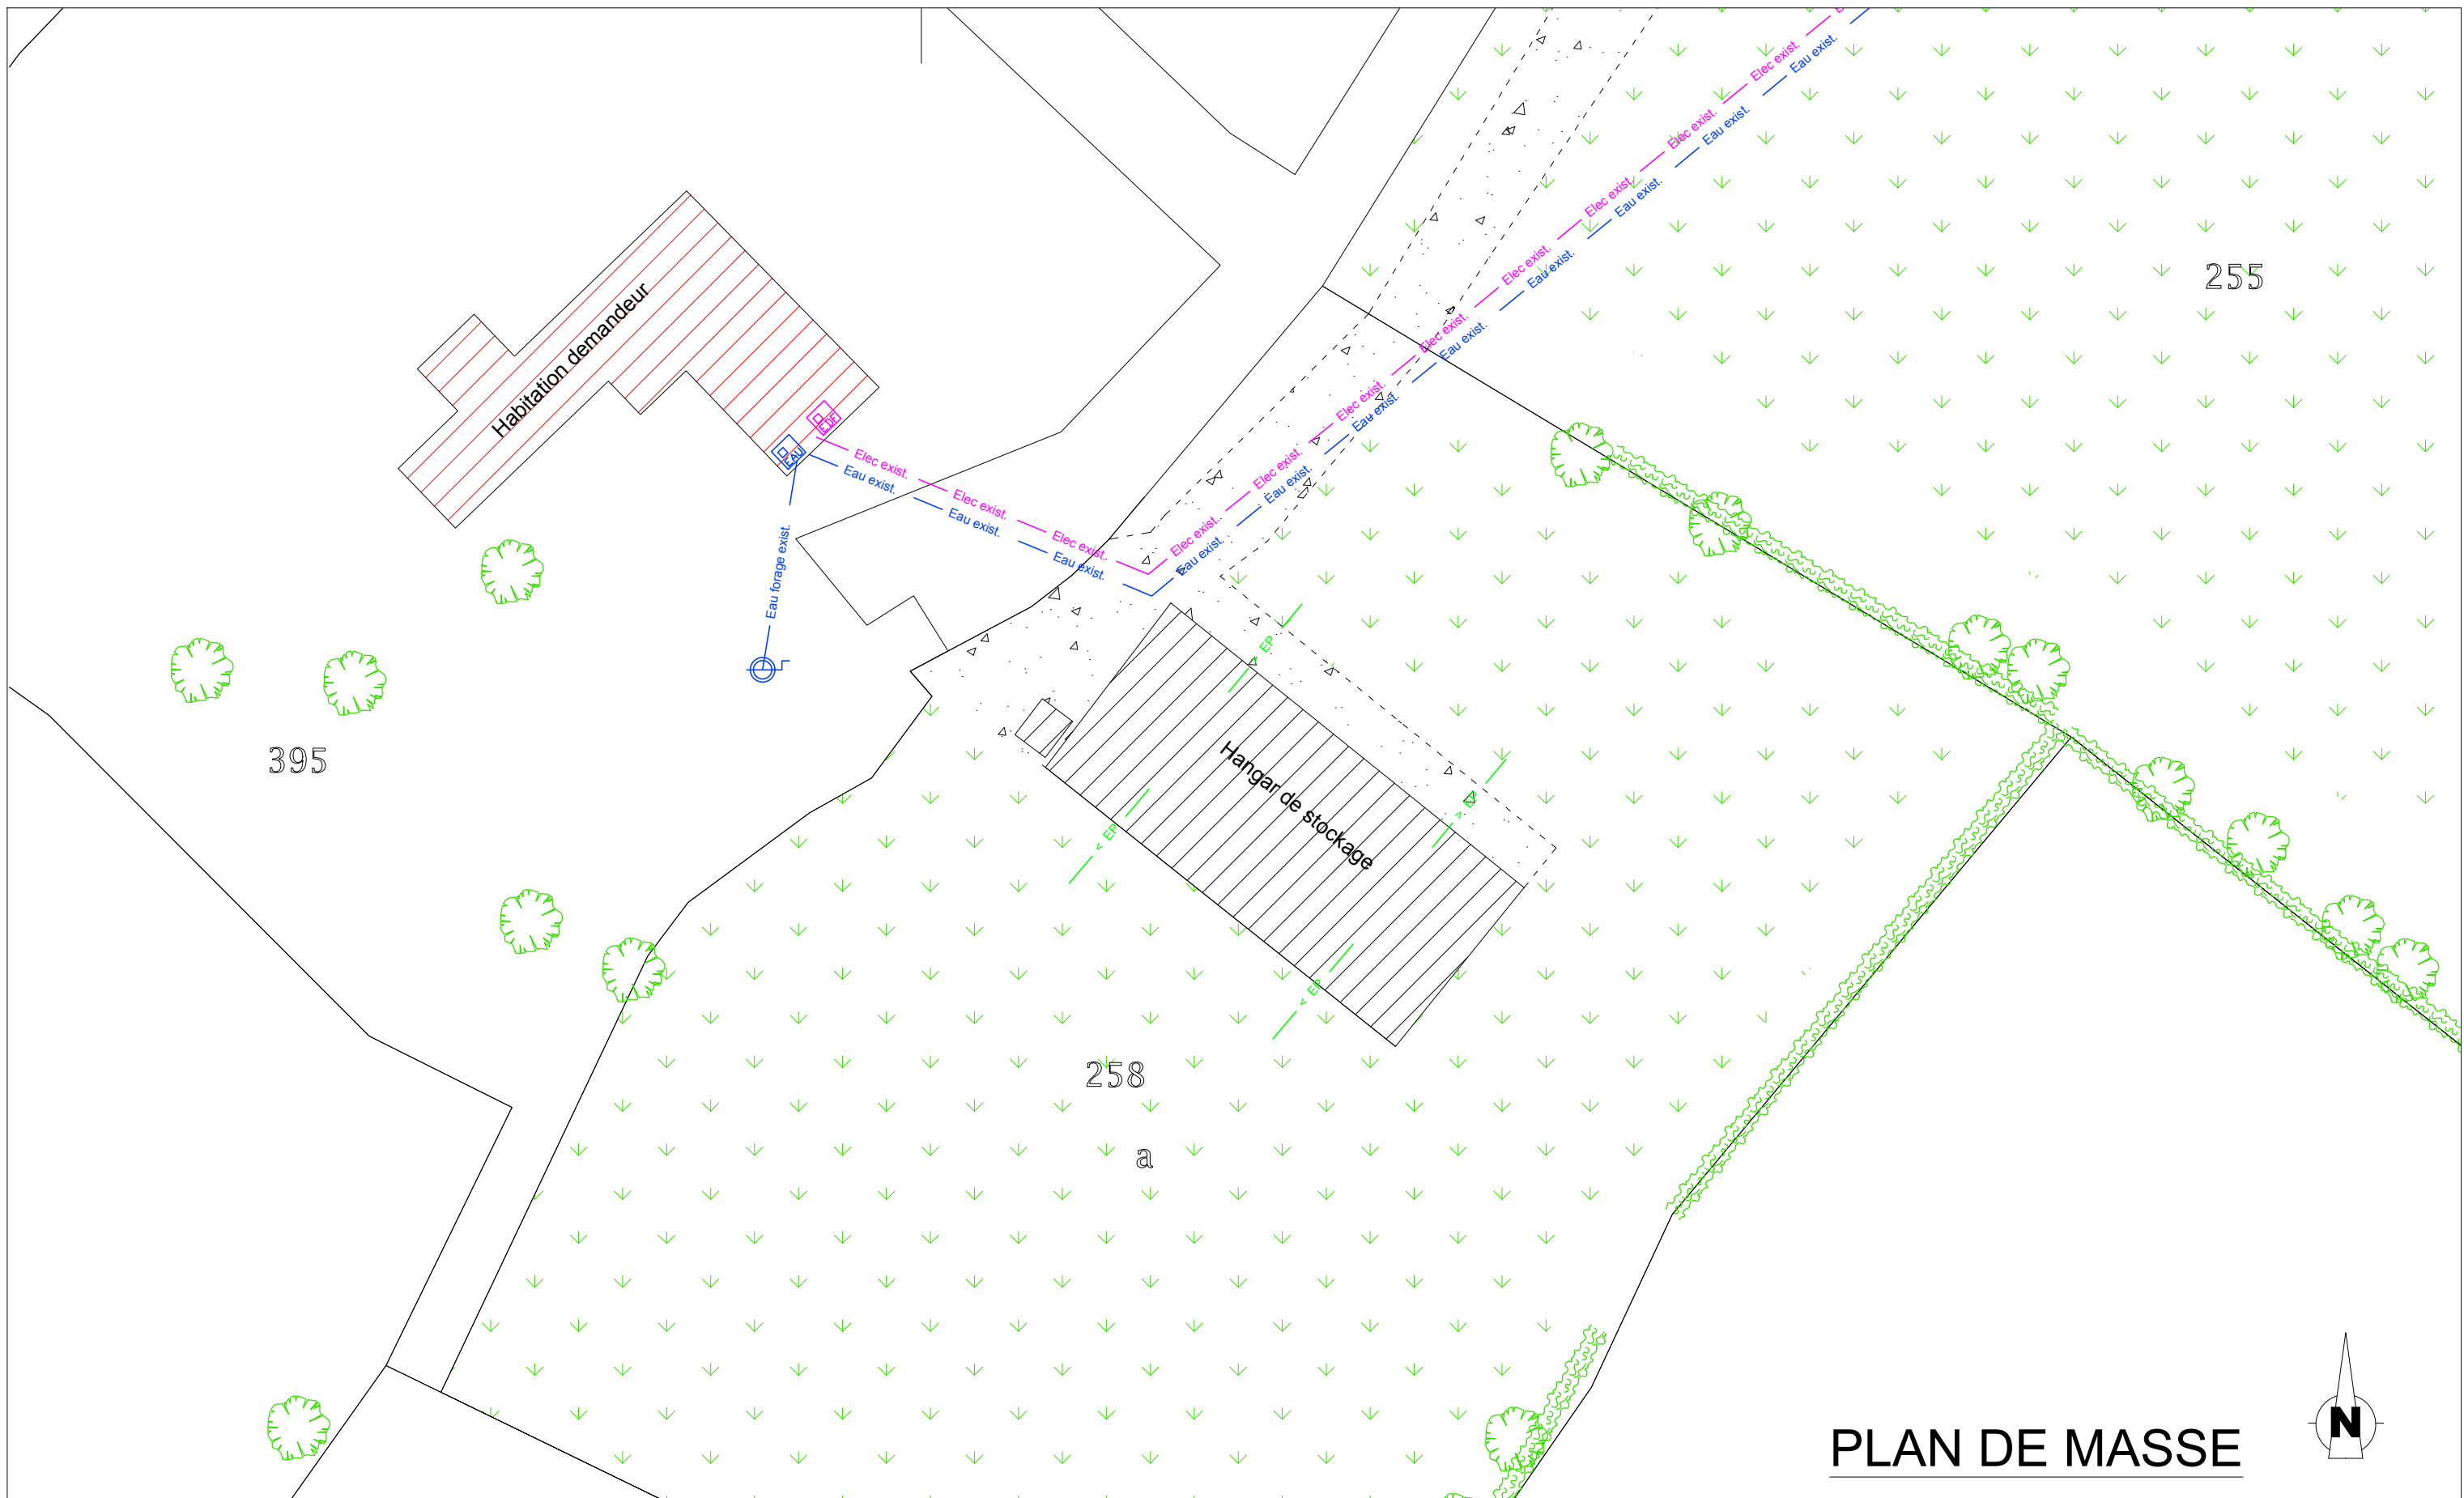 Elec exist.
Eau exist.
Elec exist.
Eau exist.
Elec exist.
Eau exist.
255
Elec exist.
Eau exist.
Habitation demandeur
Elec exist.
Eau exist.
Elec exist.
Eau exist.
EDF
EAU
Elec exist.
Eau exist.
Elec exist.
Eau exist.
Elec exist.
Eau exist.
Elec exist.
Eau exist.
Elec exist.
Eau exist.
Eau forage exist.
EP
395
Hangar de stockage
< EP
< EP
< EP
258
a
N
PLAN DE MASSE